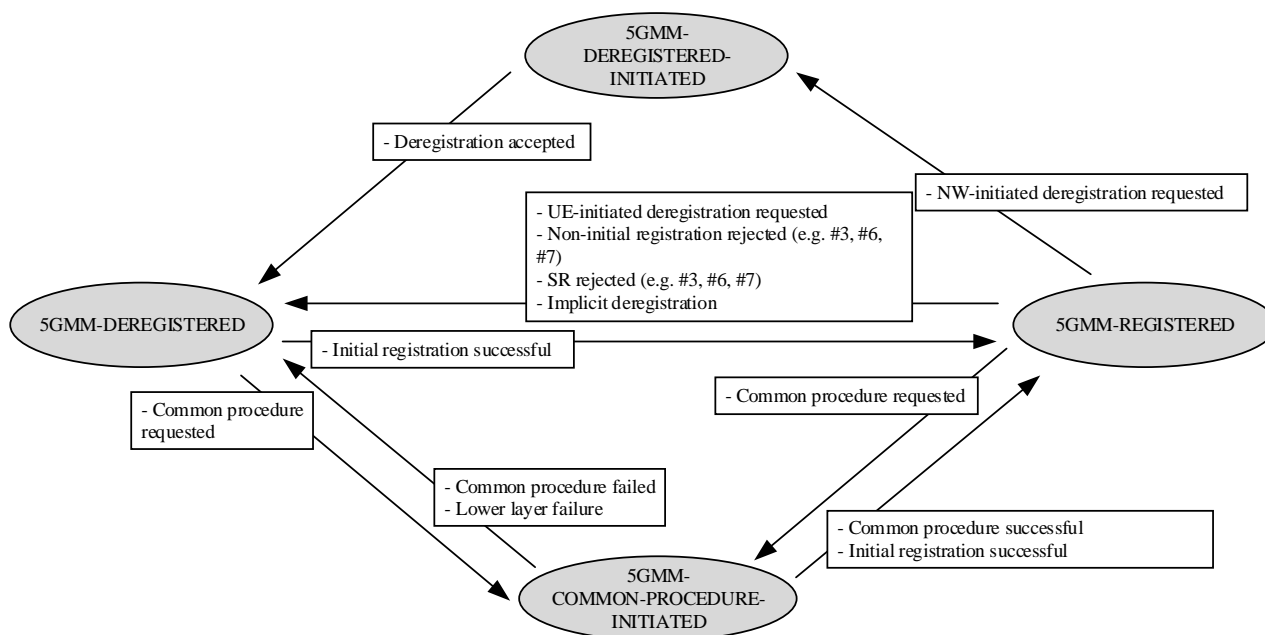 5GMM-
DEREGISTERED-
INITIATED
- Deregistration accepted
- NW-initiated deregistration requested
- UE-initiated deregistration requested
- Non-initial registration rejected (e.g. #3, #6,
#7)
- SR rejected (e.g. #3, #6, #7)
- Implicit deregistration
5GMM-DEREGISTERED
5GMM-REGISTERED
- Initial registration successful
- Common procedure
requested
- Common procedure requested
- Common procedure failed
- Lower layer failure
- Common procedure successful
- Initial registration successful
5GMM-
COMMON-PROCEDURE-
INITIATED